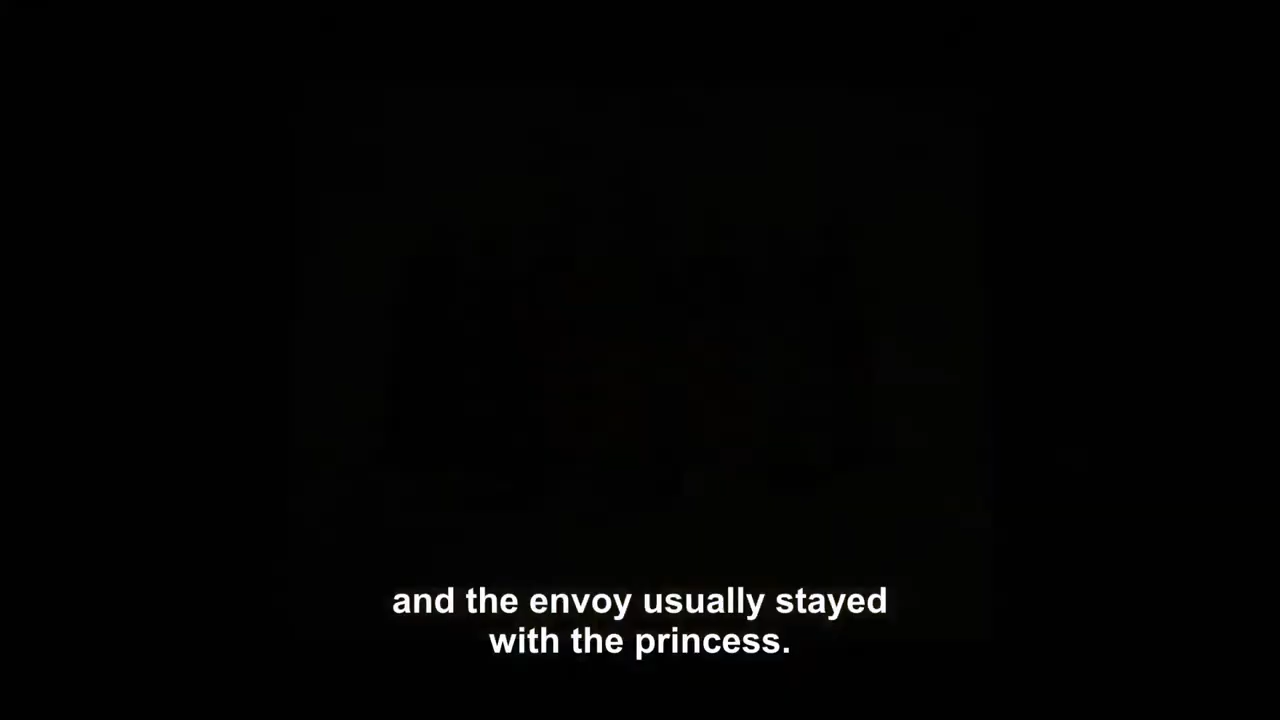 and the envoy usually stayed
with the princess.